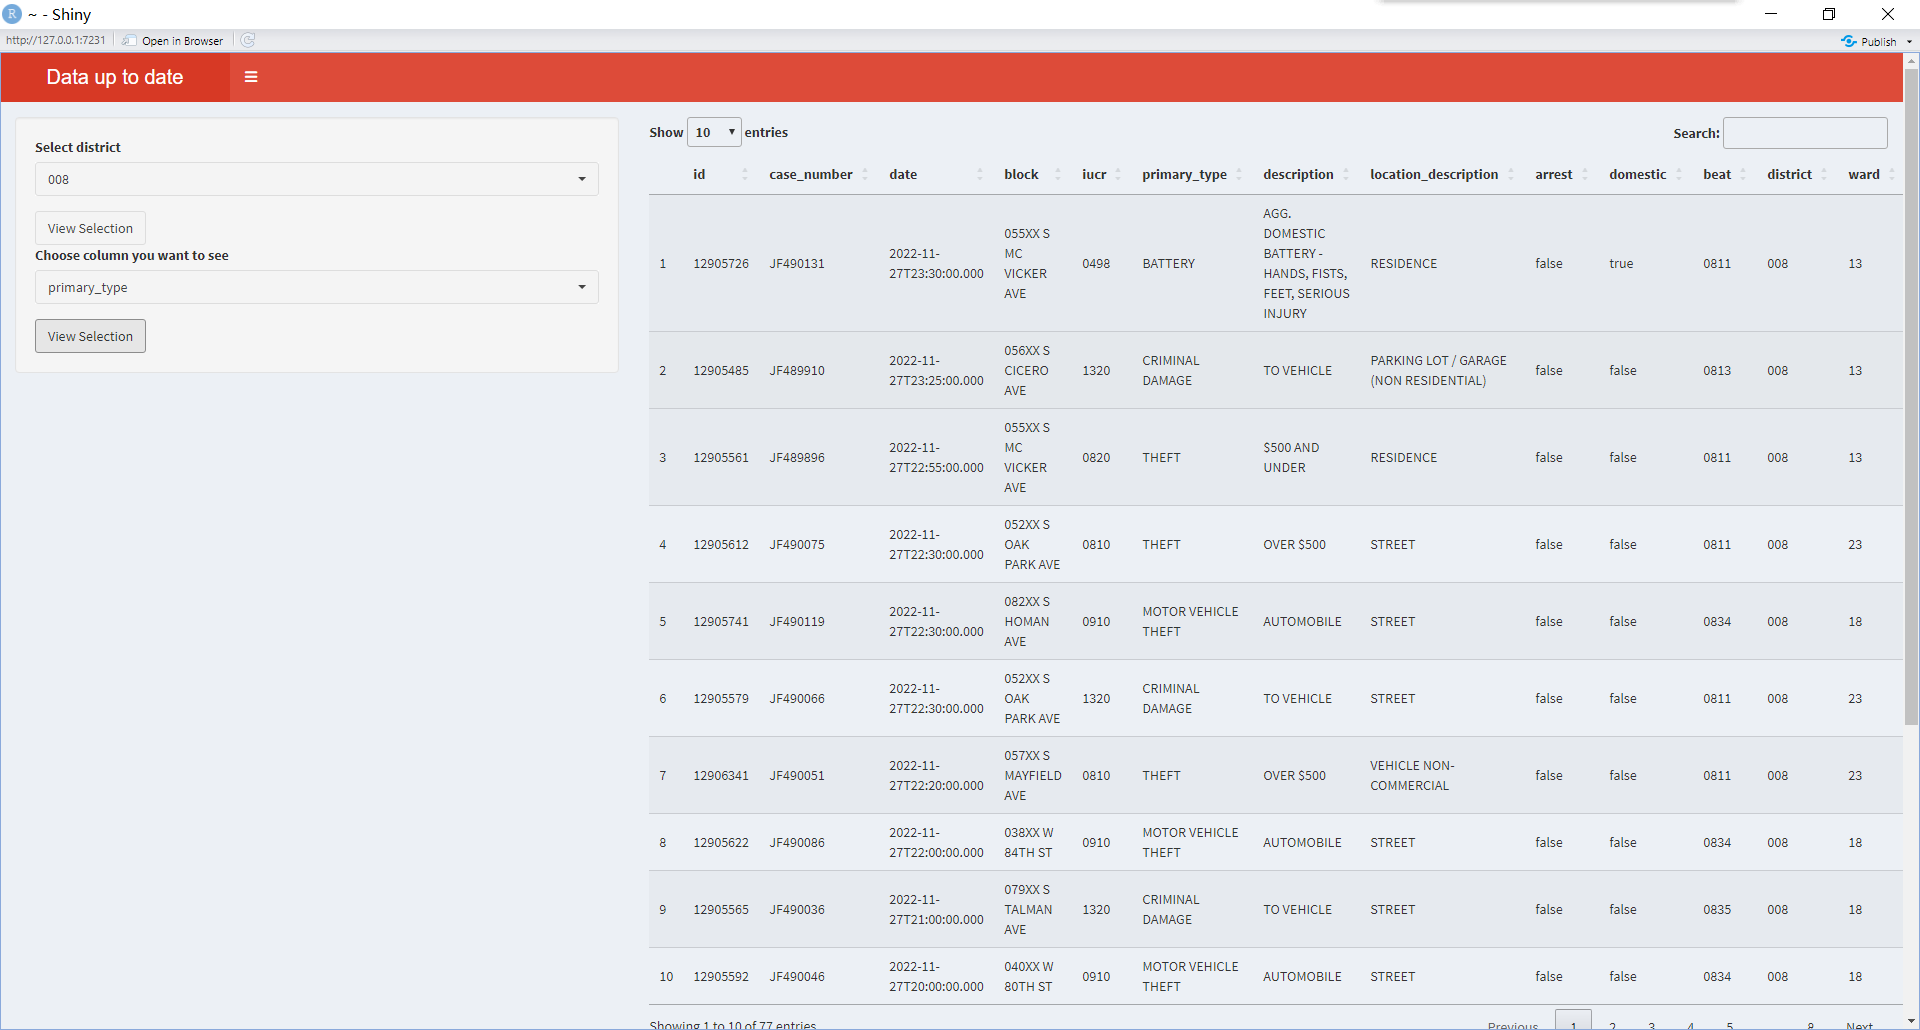 R ~ - Shiny
http://127.0.0.1:7231 Open in Browser Publish
Data up to date
Select district
008
View Selection
Choose column you want to see
primary_type
View Selection
Show 10 entries Search:
id case_number date block iucr primary_type description location_description arrest domestic beat district ward
1 12905726 JF490131 2022-11-27T23:30:00.000 055XX S MC VICKER AVE 0498 BATTERY AGG. DOMESTIC BATTERY - HANDS, FISTS, FEET, SERIOUS INJURY RESIDENCE false true 0811 008 13
2 12905485 JF489910 2022-11-27T23:25:00.000 056XX S CICERO AVE 1320 CRIMINAL DAMAGE TO VEHICLE PARKING LOT / GARAGE (NON RESIDENTIAL) false false 0813 008 13
3 12905561 JF489896 2022-11-27T22:55:00.000 055XX S MC VICKER AVE 0820 THEFT $500 AND UNDER RESIDENCE false false 0811 008 13
4 12905612 JF490075 2022-11-27T22:30:00.000 052XX S OAK PARK AVE 0810 THEFT OVER $500 STREET false false 0811 008 23
5 12905741 JF490119 2022-11-27T22:30:00.000 082XX S HOMAN AVE 0910 MOTOR VEHICLE THEFT AUTOMOBILE STREET false false 0834 008 18
6 12905579 JF490066 2022-11-27T22:30:00.000 052XX S OAK PARK AVE 1320 CRIMINAL DAMAGE TO VEHICLE STREET false false 0811 008 23
7 12906341 JF490051 2022-11-27T22:20:00.000 057XX S MAYFIELD AVE 0810 THEFT OVER $500 VEHICLE NON-COMMERCIAL false false 0811 008 23
8 12905622 JF490086 2022-11-27T22:00:00.000 038XX W 84TH ST 0910 MOTOR VEHICLE THEFT AUTOMOBILE STREET false false 0834 008 18
9 12905565 JF490036 2022-11-27T21:00:00.000 079XX S TALMAN AVE 1320 CRIMINAL DAMAGE TO VEHICLE STREET false false 0835 008 18
10 12905592 JF490046 2022-11-27T20:00:00.000 040XX W 80TH ST 0910 MOTOR VEHICLE THEFT AUTOMOBILE STREET false false 0834 008 18
Showing 1 to 10 of 77 entries Previous 1 2 3 4 5 8 Next